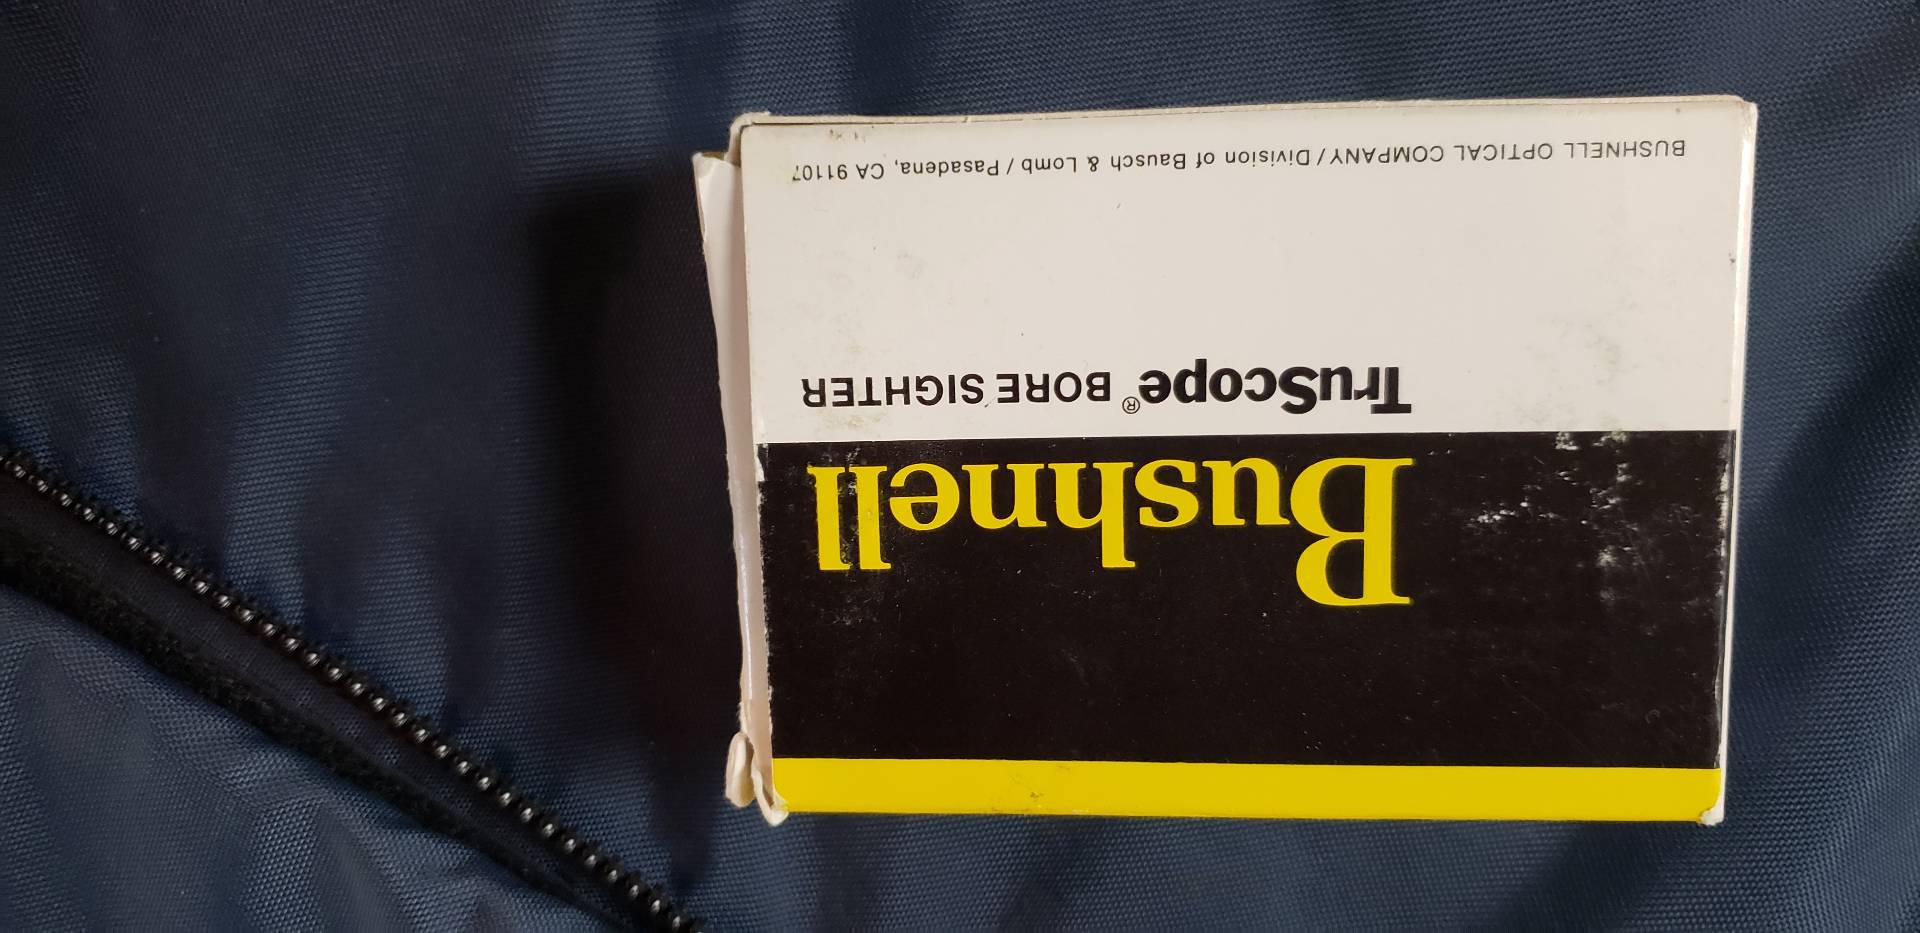 Bushnell
TruScope® BORE SIGHTER
BUSHNELL OPTICAL COMPANY / Division of Bausch & Lomb / Pasadena, CA 91107